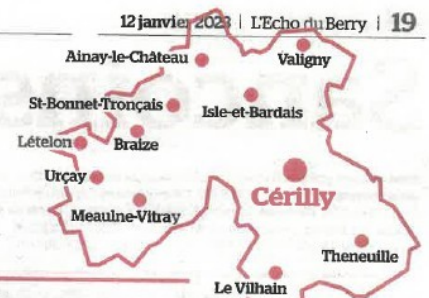 12 janvier 2023 | L'Echo du Berry | 19
Ainay-le-Château
Valigny
St-Bonnet-Tronçais
Isle-et-Bardais
Lételon
Braize
Urçay
Cérilly
Meaulne-Vitray
Theneuille
Le Vilhain